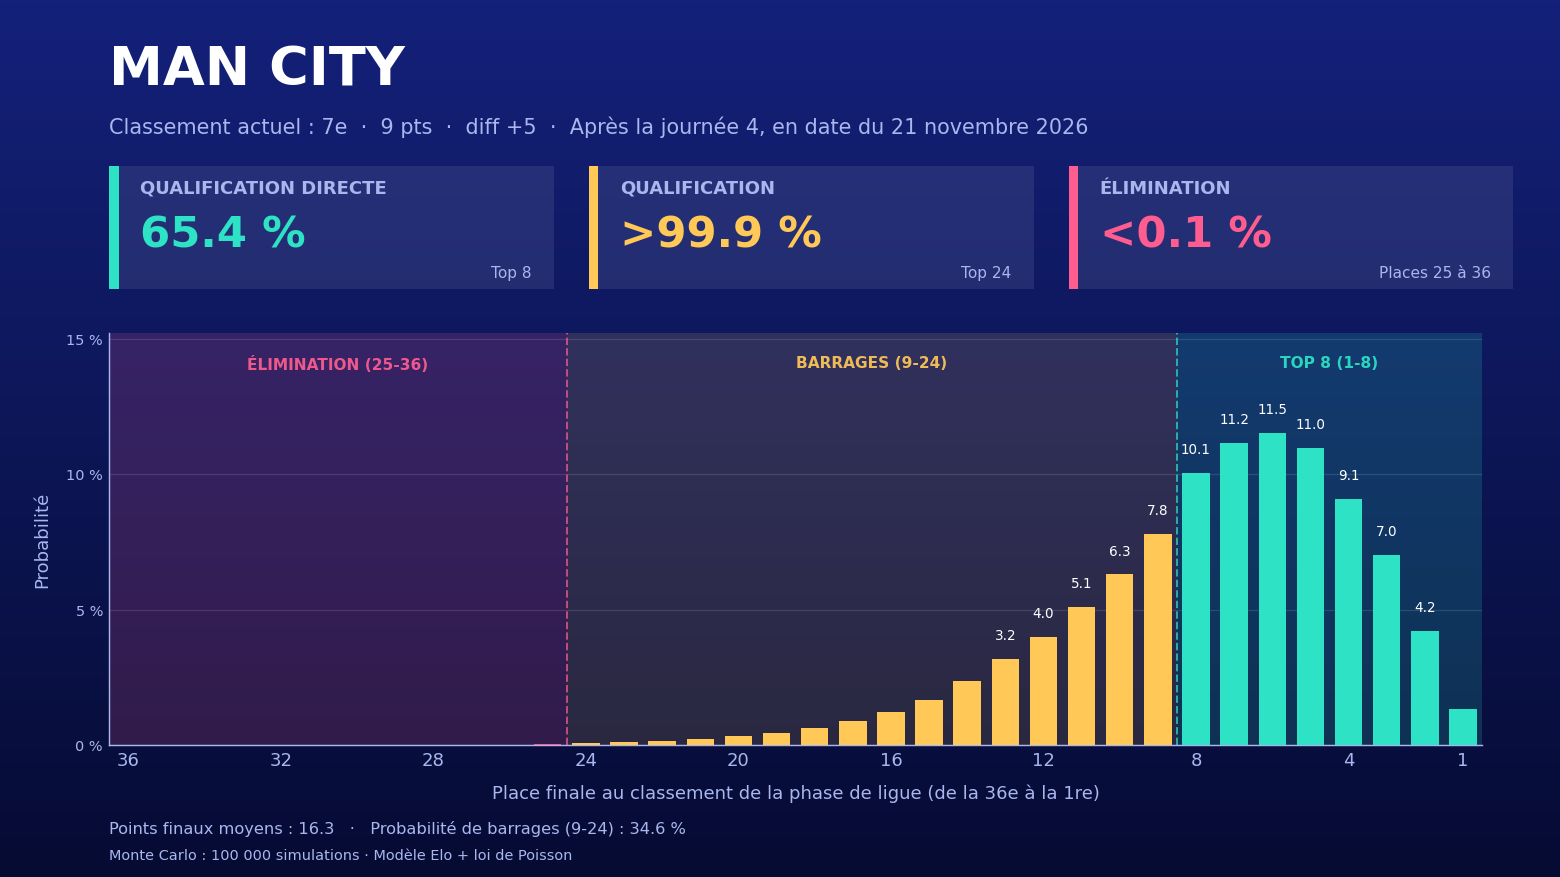 MAN CITY
Classement actuel : 7e · 9 pts · diff +5 · Après la journée 4, en date du 21 novembre 2026
QUALIFICATION DIRECTE
65.4 %
Top 8
QUALIFICATION
>99.9 %
Top 24
ÉLIMINATION
<0.1 %
Places 25 à 36
15 %
10 %
5 %
0 %
Probabilité
ÉLIMINATION (25-36)
BARRAGES (9-24)
TOP 8 (1-8)
3.2
4.0
5.1
6.3
7.8
10.1
11.2
11.5
11.0
9.1
7.0
4.2
36 32 28 24 20 16 12 8 4 1
Place finale au classement de la phase de ligue (de la 36e à la 1re)
Points finaux moyens : 16.3 · Probabilité de barrages (9-24) : 34.6 %
Monte Carlo : 100 000 simulations · Modèle Elo + loi de Poisson